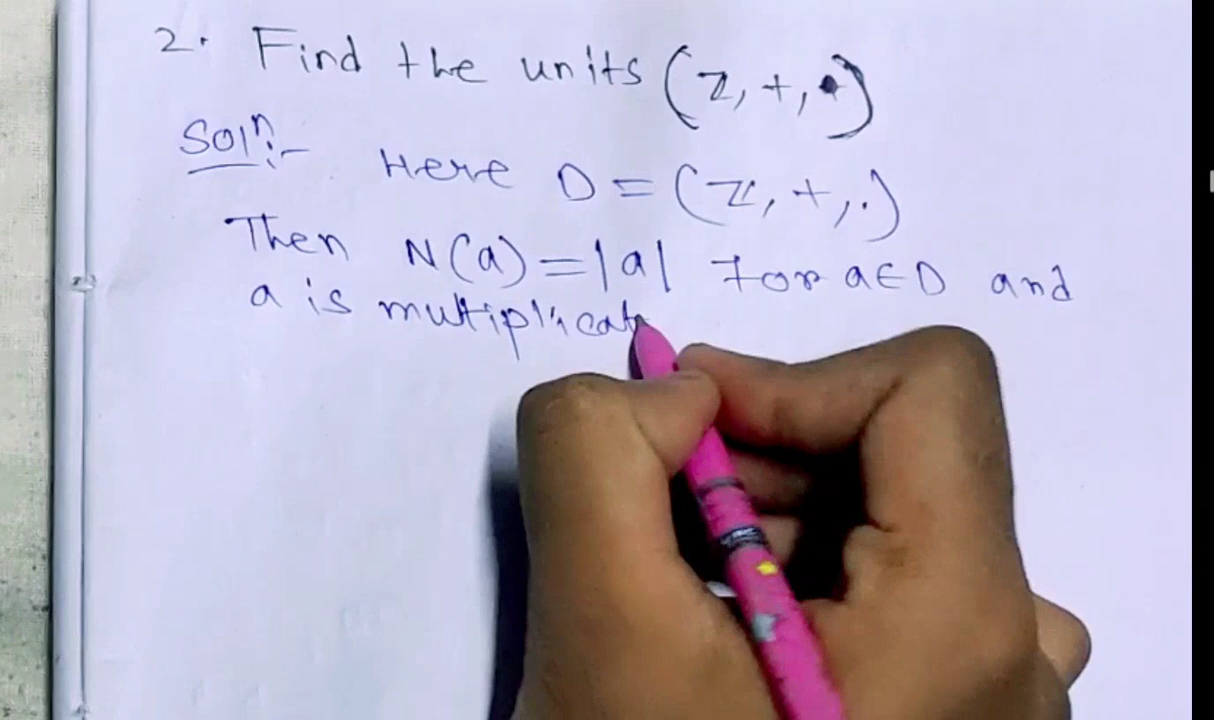 2. Find the units (Z, +, •)
Soln:- Here D = (Z, +, .)
Then N(a) = |a| For a ∈ D and
a is multiplicat